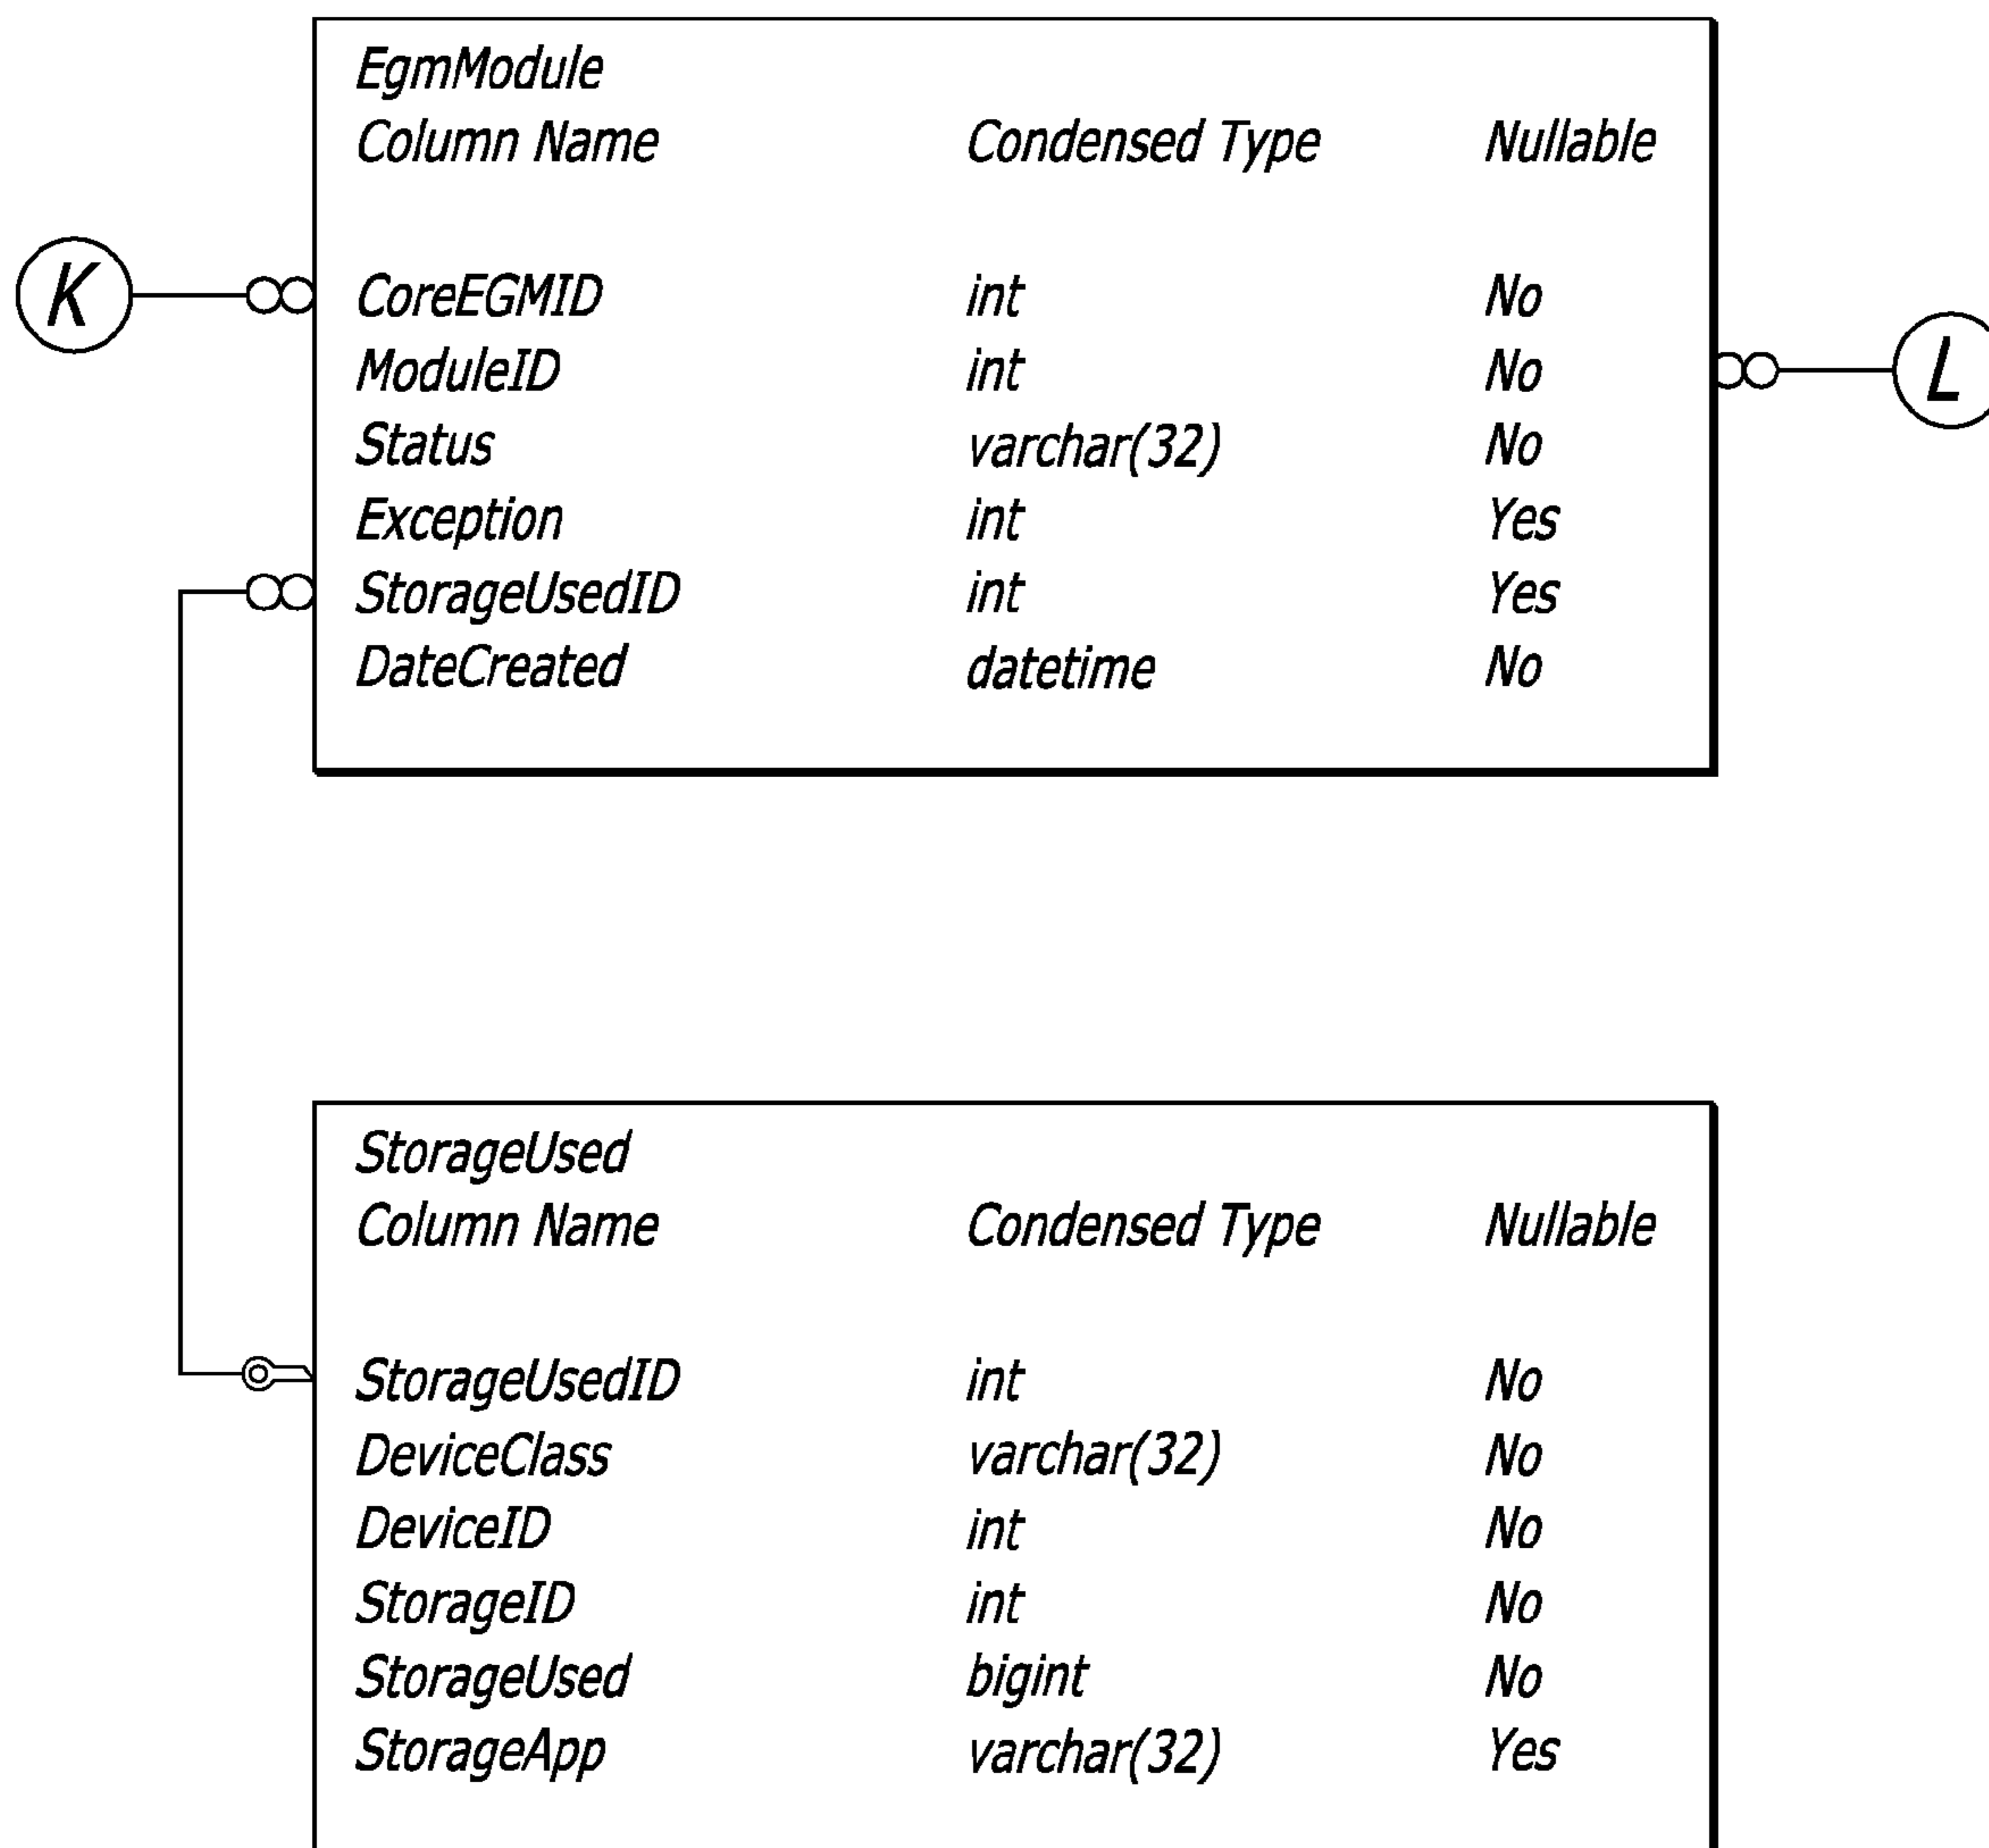 EgmModule
Column Name Condensed Type Nullable
K
CoreEGMID int No
ModuleID int No
L
Status varchar(32) No
Exception int Yes
StorageUsedID int Yes
DateCreated datetime No
StorageUsed
Column Name Condensed Type Nullable
StorageUsedID int No
DeviceClass varchar(32) No
DeviceID int No
StorageID int No
StorageUsed bigint No
StorageApp varchar(32) Yes